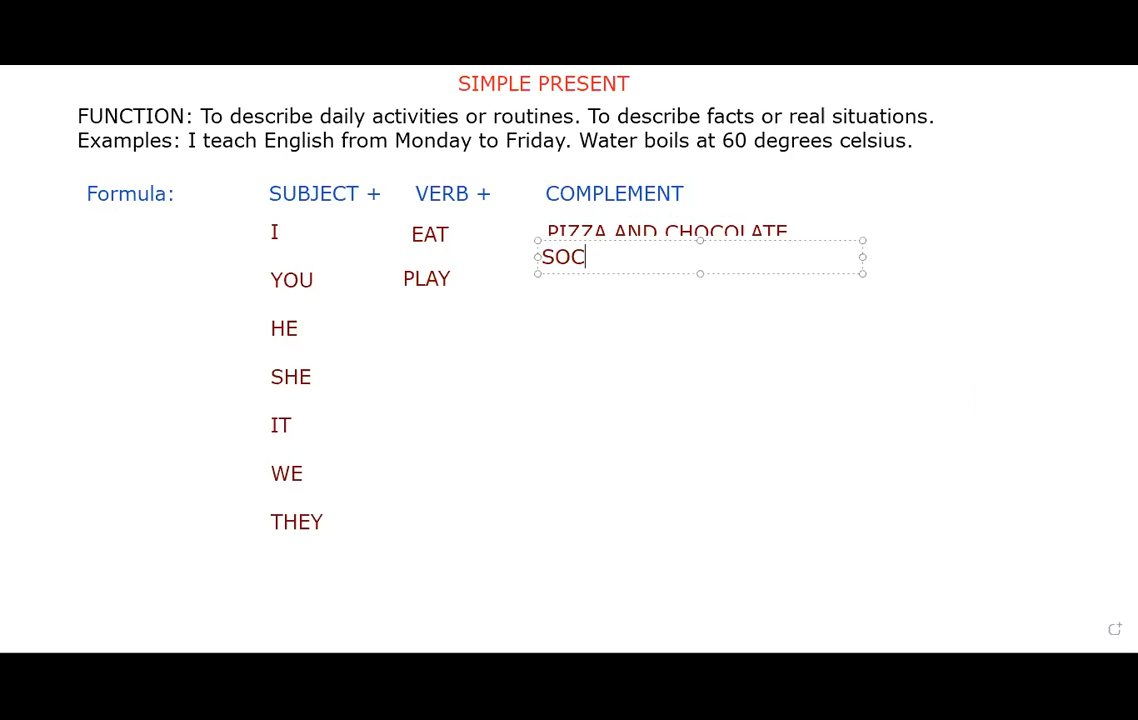 SIMPLE PRESENT
FUNCTION: To describe daily activities or routines. To describe facts or real situations.
Examples: I teach English from Monday to Friday. Water boils at 60 degrees celsius.
Formula: SUBJECT + VERB + COMPLEMENT
I EAT PIZZA AND CHOCOLATE
SOC
YOU PLAY
HE
SHE
IT
WE
THEY